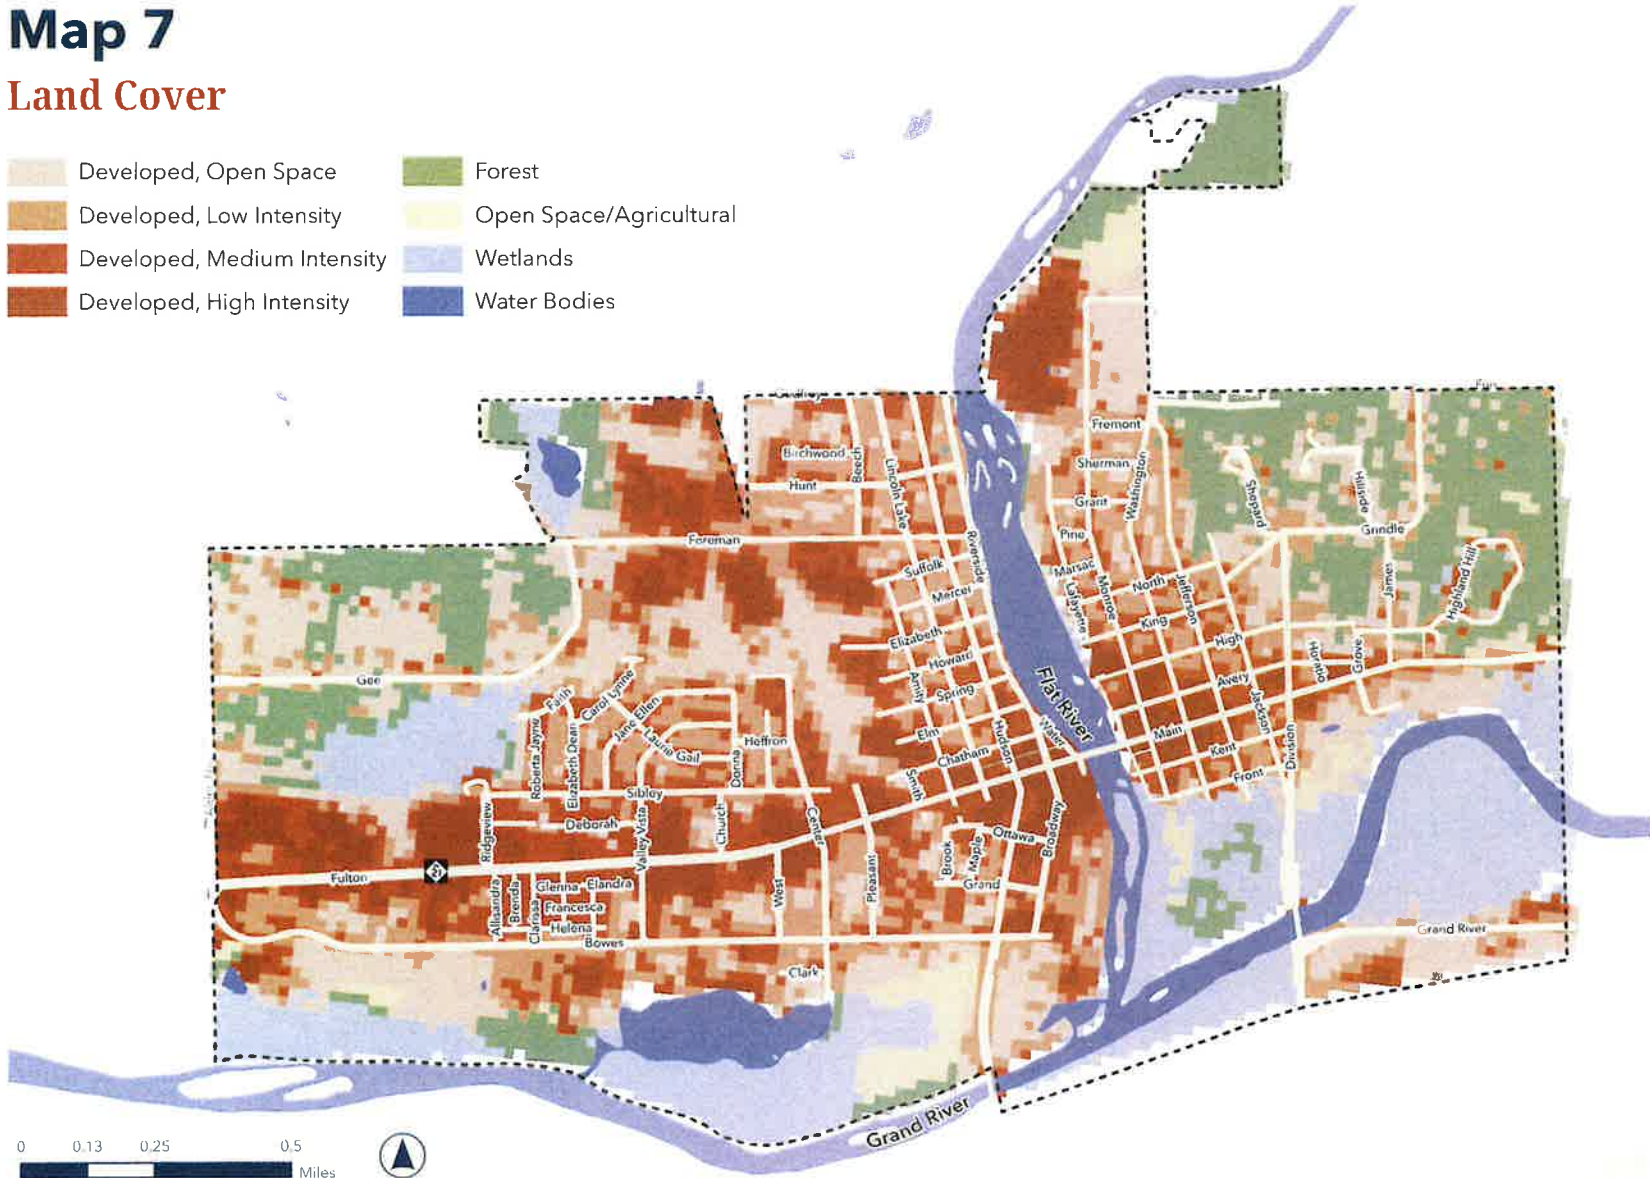 Map 7
Land Cover
Developed, Open Space
Developed, Low Intensity
Developed, Medium Intensity
Developed, High Intensity
Forest
Open Space/Agricultural
Wetlands
Water Bodies
Fremont
Birchwood
Beech
Lincoln Lake
Hunt
Sherman
Washington
Grant
Shepard
Hillside
Grindle
Foreman
Riverside
Pine
Suffolk
Marsac
Lafayette
Monroe
North
Jefferson
James
Highland Hill
Mercer
King
Elizabeth
High
Howard
Horatio
Grove
Gee
Amity
Spring
Flat River
Avery
Jackson
Faith
Carol Lynne
Jane Ellen
Laurie Gail
Roberta Jayne
Elizabeth Dean
Donna
Heffron
Elm
Hudson
Water
Main
Kent
Division
Chatham
Smith
Front
Sibley
Ridgeview
Deborah
Valley Vista
Church
Center
Ottawa
Broadway
Brook
Maple
Grand
Fulton
21
Allisandra
Brenda
Clarissa
Glenna
Elandra
Francesca
Helena
Bowes
West
Pleasant
Clark
Grand River
Grand River
0 0.13 0.25 0.5
Miles